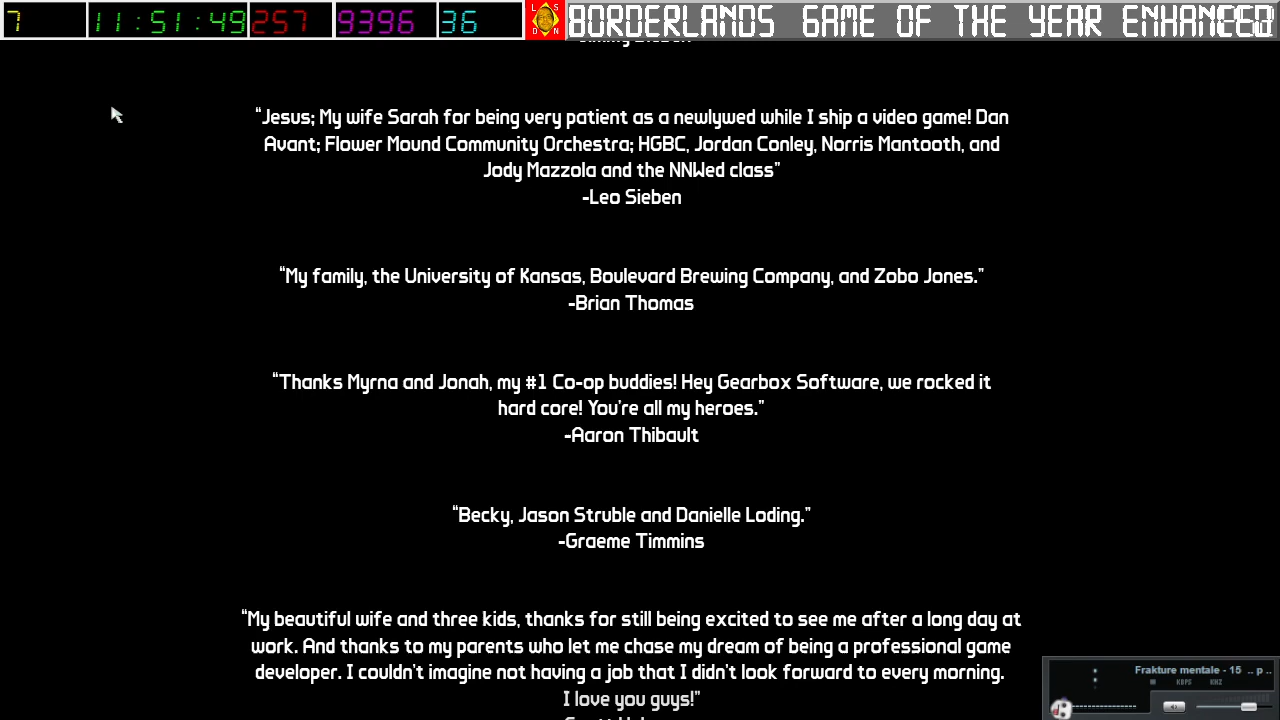 7
11:51:49
257
9396
36
L S
D N
BORDERLANDS GAME OF THE YEAR ENHANCED
“Jesus; My wife Sarah for being very patient as a newlywed while I ship a video game! Dan
Avant; Flower Mound Community Orchestra; HGBC, Jordan Conley, Norris Mantooth, and
Jody Mazzola and the NNWed class”
-Leo Sieben
“My family, the University of Kansas, Boulevard Brewing Company, and Zobo Jones.”
-Brian Thomas
“Thanks Myrna and Jonah, my #1 Co-op buddies! Hey Gearbox Software, we rocked it
hard core! You're all my heroes.”
-Aaron Thibault
“Becky, Jason Struble and Danielle Loding.”
-Graeme Timmins
“My beautiful wife and three kids, thanks for still being excited to see me after a long day at
work. And thanks to my parents who let me chase my dream of being a professional game
developer. I couldn't imagine not having a job that I didn't look forward to every morning.
I love you guys!”
Frakture mentale - 15 .. p ..
KBPS KHZ